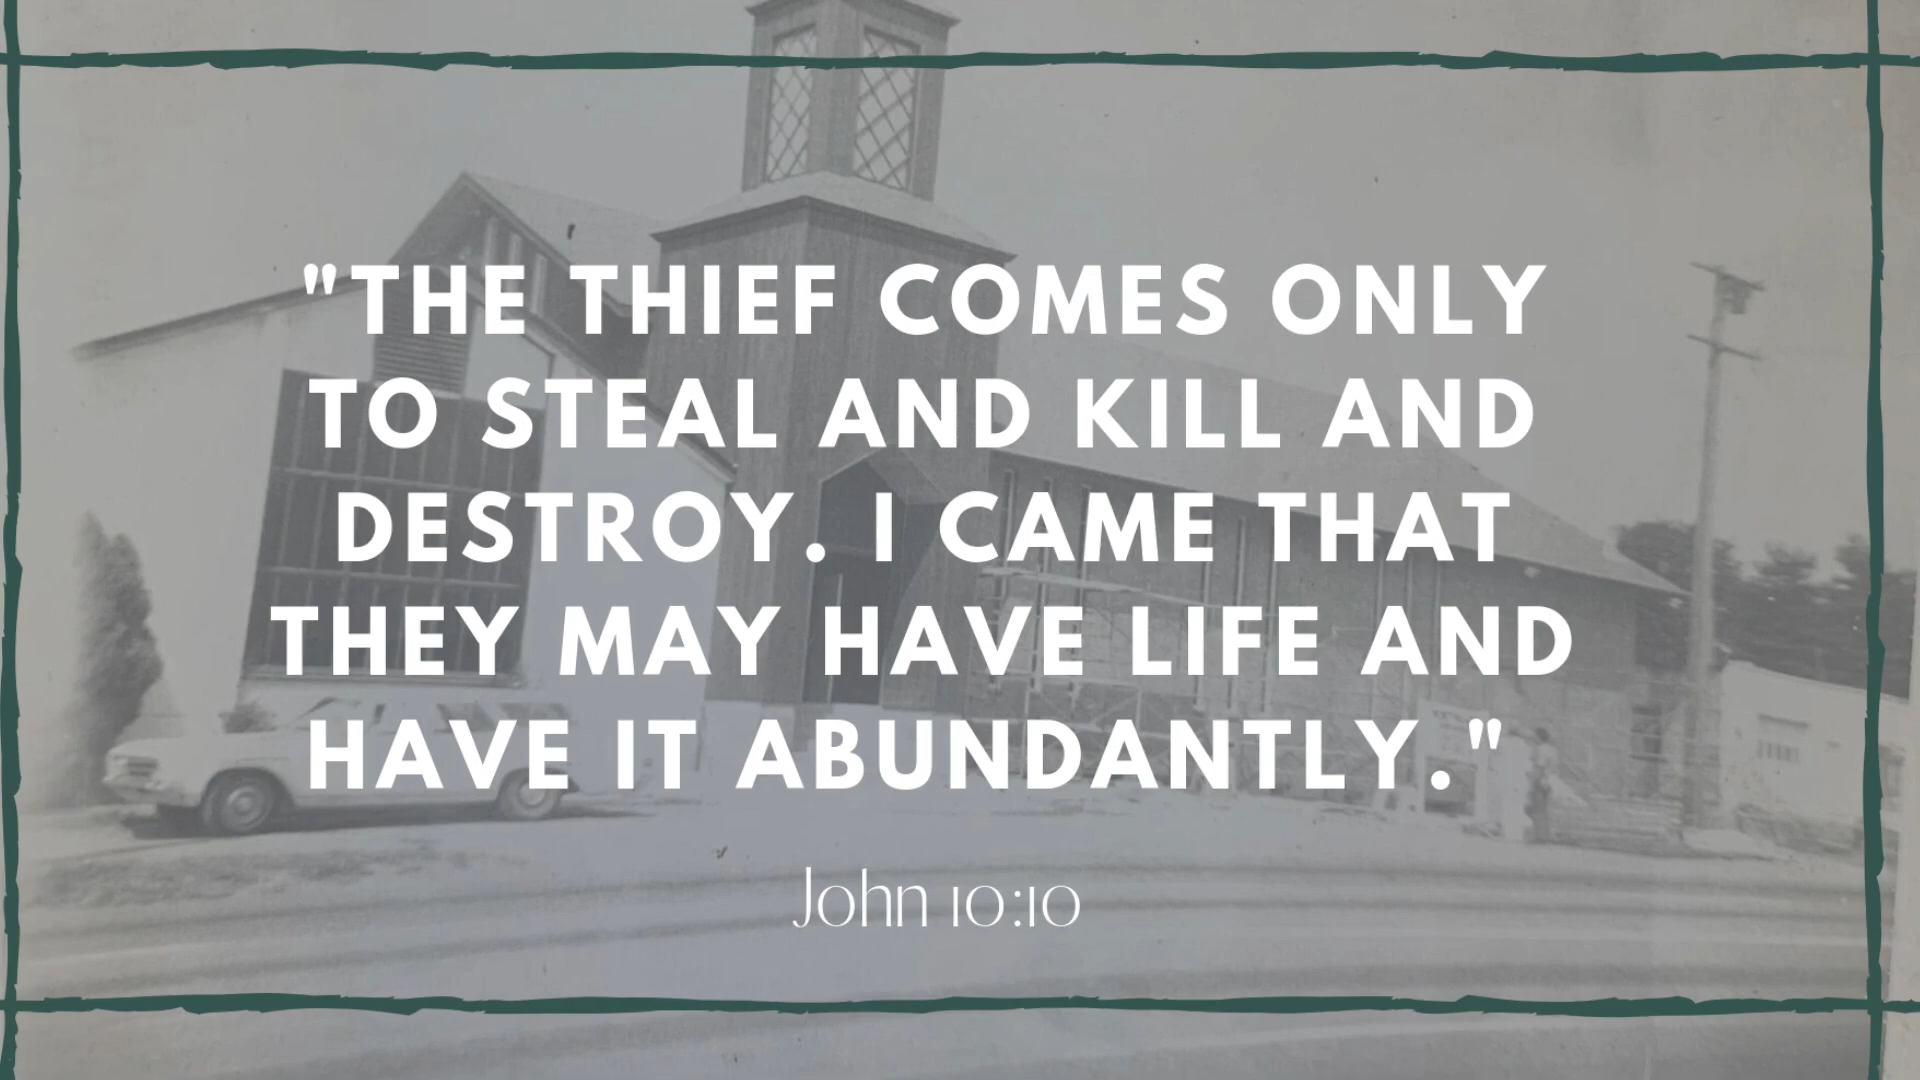 "THE THIEF COMES ONLY
TO STEAL AND KILL AND
DESTROY. I CAME THAT
THEY MAY HAVE LIFE AND
HAVE IT ABUNDANTLY."
John 10:10